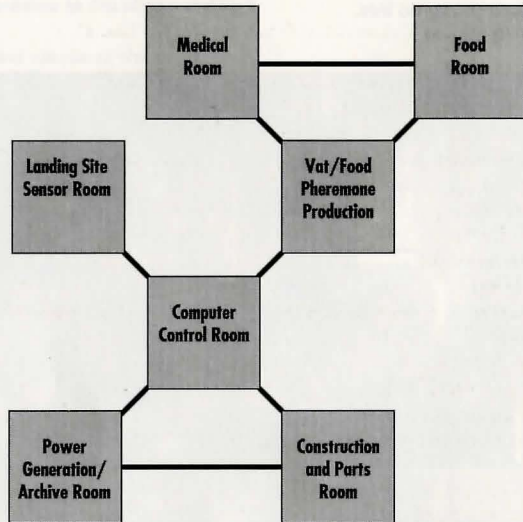 Medical
Room
Food
Room
Landing Site
Sensor Room
Vat/Food
Pheremone
Production
Computer
Control Room
Power
Generation/
Archive Room
Construction
and Parts
Room